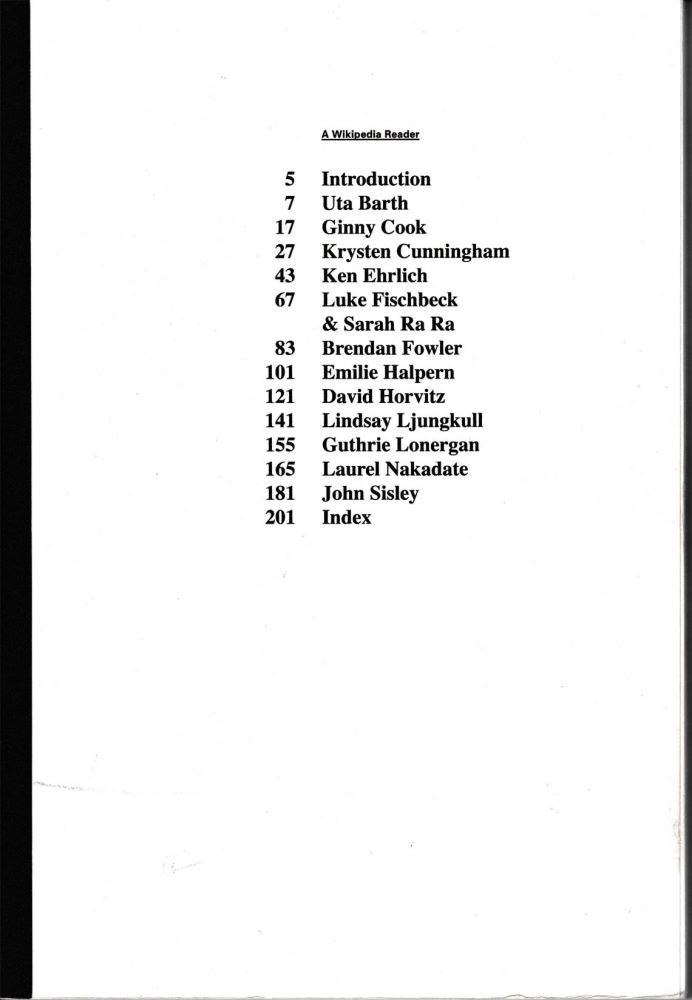 A Wikipedia Reader
5 Introduction
7 Uta Barth
17 Ginny Cook
27 Krysten Cunningham
43 Ken Ehrlich
67 Luke Fischbeck
& Sarah Ra Ra
83 Brendan Fowler
101 Emilie Halpern
121 David Horvitz
141 Lindsay Ljungkull
155 Guthrie Lonergan
165 Laurel Nakadate
181 John Sisley
201 Index